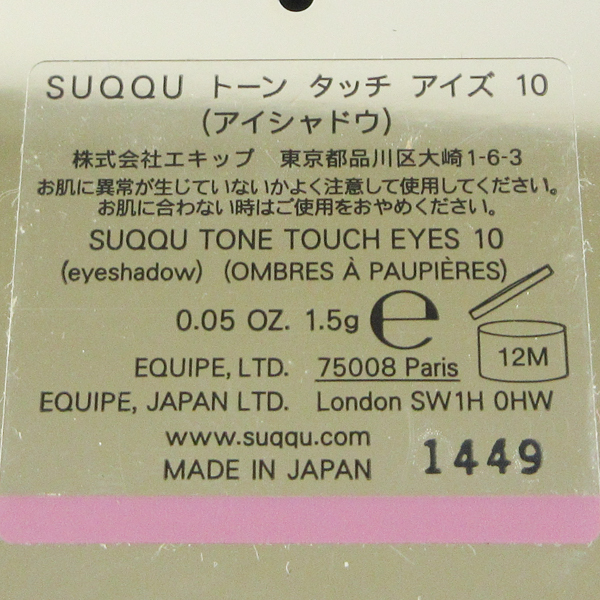 SUQQU トーン タッチ アイズ 10
(アイシャドウ)
株式会社エキップ 東京都品川区大崎1-6-3
お肌に異常が生じていないかよく注意して使用してください。
お肌に合わない時はご使用をおやめください。
SUQQU TONE TOUCH EYES 10
(eyeshadow) (OMBRES À PAUPIÈRES)
0.05 OZ. 1.5g ℮
12M
EQUIPE, LTD. 75008 Paris
EQUIPE, JAPAN LTD. London SW1H 0HW
www.suqqu.com
MADE IN JAPAN 1449